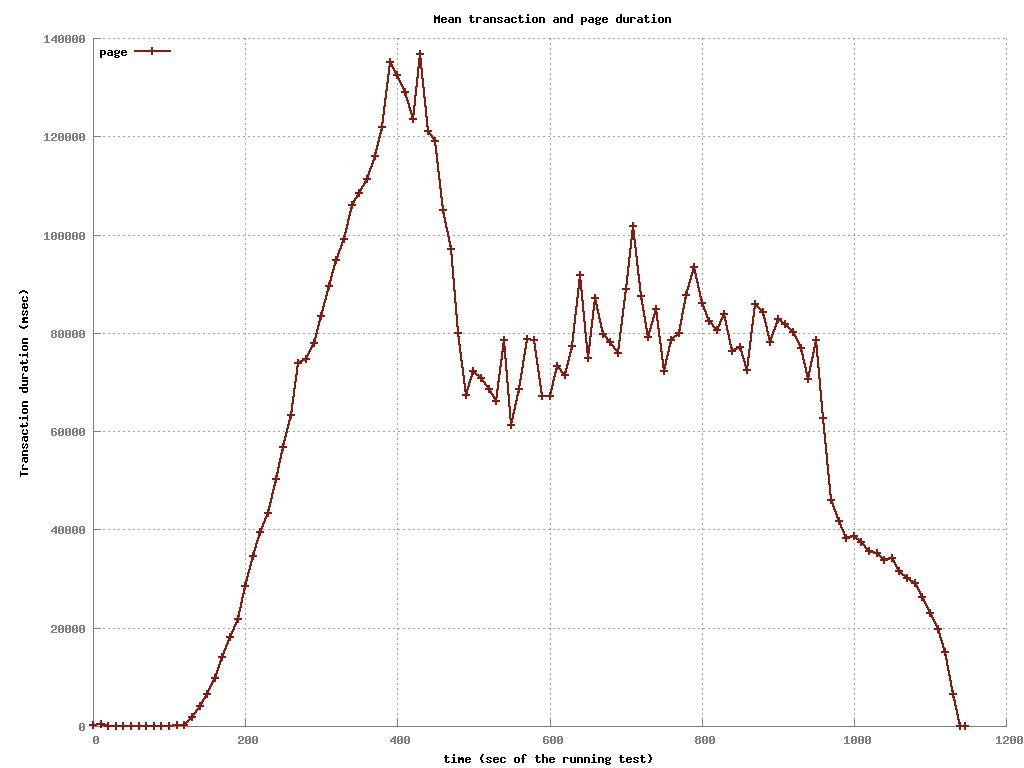 Mean transaction and page duration
page
Transaction duration (msec)
140000
120000
100000
80000
60000
40000
20000
0
0 200 400 600 800 1000 1200
time (sec of the running test)